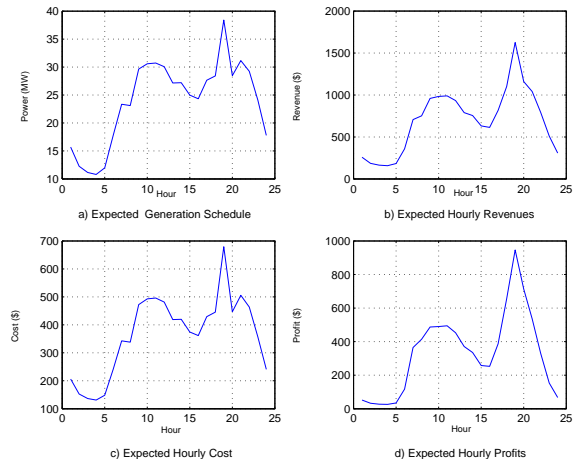 40
35
30
25
20
15
10
Power (MW)
0 5 10 15 20 25
Hour
a) Expected Generation Schedule
2000
1500
1000
500
0
Revenue ($)
0 5 10 15 20 25
Hour
b) Expected Hourly Revenues
700
600
500
400
300
200
100
Cost ($)
0 5 10 15 20 25
Hour
c) Expected Hourly Cost
1000
800
600
400
200
0
Profit ($)
0 5 10 15 20 25
Hour
d) Expected Hourly Profits